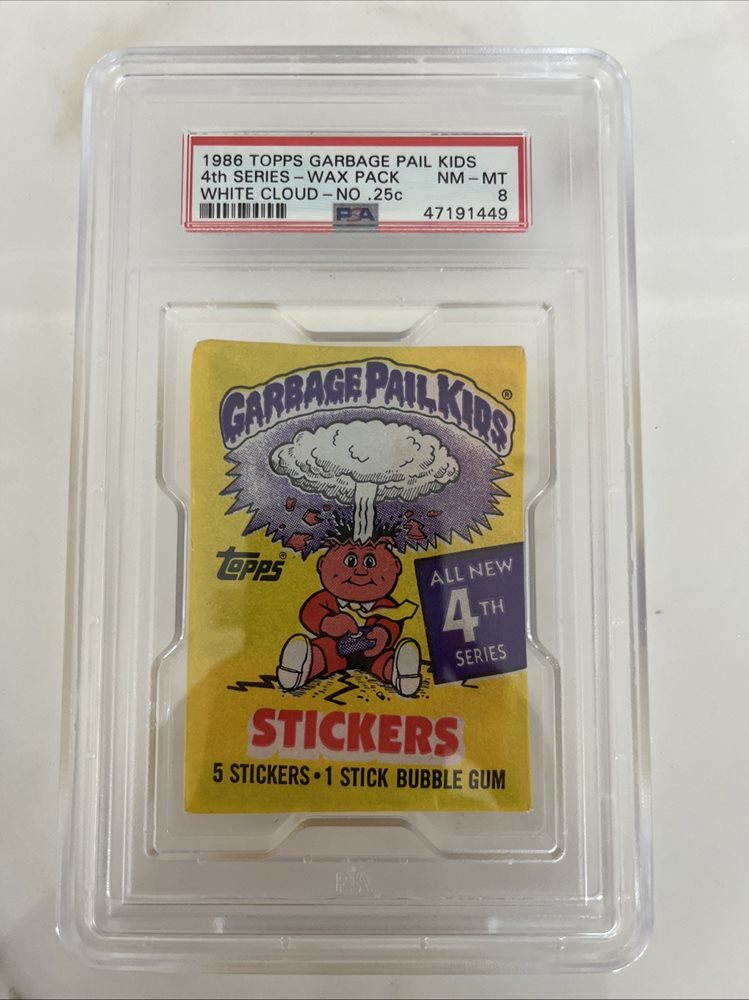 1986 TOPPS GARBAGE PAIL KIDS
4th SERIES – WAX PACK NM – MT
WHITE CLOUD – NO .25c 8
PSA 47191449
GARBAGE PAIL KIDS®
TOPPS®
ALL NEW
4TH
SERIES
STICKERS
5 STICKERS • 1 STICK BUBBLE GUM